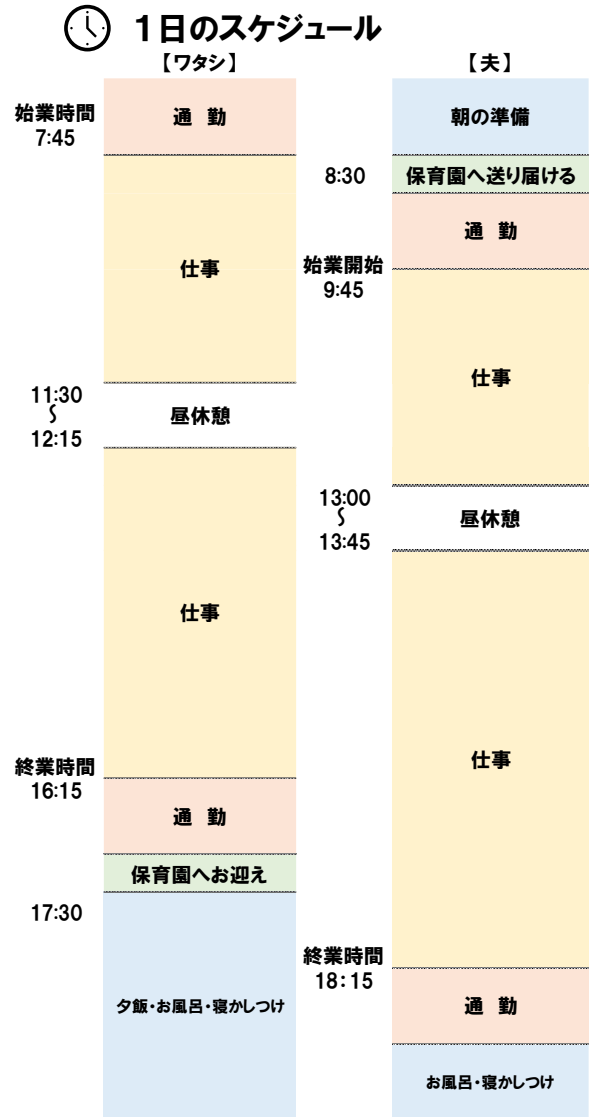 1日のスケジュール
【ワタシ】
始業時間
7:45
通 勤
仕事
11:30
〜
12:15
昼休憩
仕事
終業時間
16:15
通 勤
保育園へお迎え
17:30
夕飯・お風呂・寝かしつけ
【夫】
朝の準備
8:30
保育園へ送り届ける
通 勤
始業開始
9:45
仕事
13:00
〜
13:45
昼休憩
仕事
終業時間
18:15
通 勤
お風呂・寝かしつけ